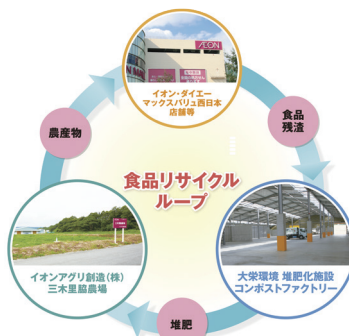 ÆON
イオン・ダイエー
マックスバリュ西日本
店舗等
食品
残渣
農産物
食品リサイクル
ループ
イオンアグリ創造(株)
三木里脇農場
大栄環境 堆肥化施設
コンポストファクトリー
堆肥